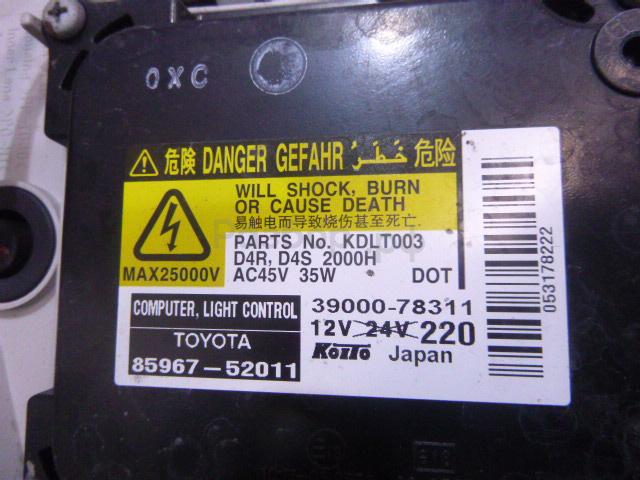 OXC
危険 DANGER GEFAHR خَطَرُ 危险
WILL SHOCK, BURN
OR CAUSE DEATH
易触电而导致烧伤甚至死亡.
MAX25000V
PARTS No. KDLT003
D4R, D4S 2000H
AC45V 35W DOT
COMPUTER, LIGHT CONTROL
TOYOTA
85967-52011
39000-78311
12V 24V 220
KOITO Japan
053178222